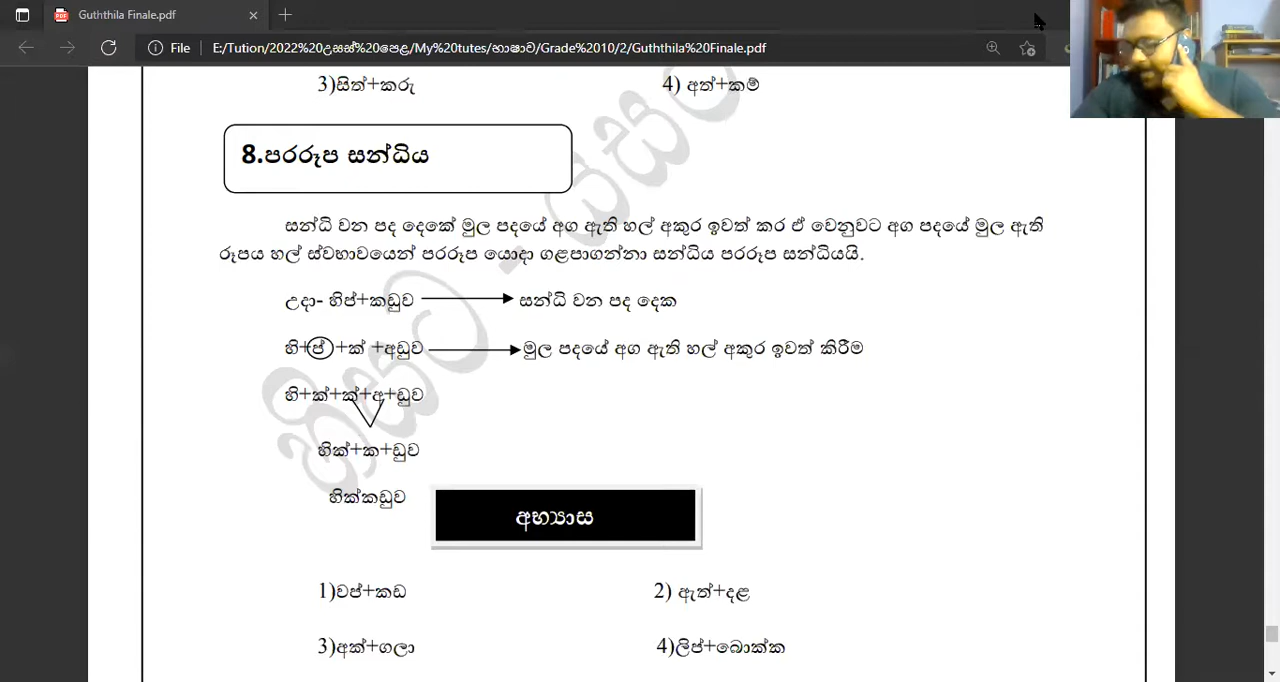 Guththila Finale.pdf
File E:/Tution/2022%20උසස්%20පෙළ/My%20tutes/භාෂාව/Grade%2010/2/Guththila%20Finale.pdf
3)සිත්+කරු 4) අත්+කම්
8.පරරූප සන්ධිය
සන්ධි වන පද දෙකේ මුල පදයේ අග ඇති හල් අකුර ඉවත් කර ඒ වෙනුවට අග පදයේ මුල ඇති
රූපය හල් ස්වභාවයෙන් පරරූප යොදා ගළපාගන්නා සන්ධිය පරරූප සන්ධියයි.
උදා- හිප්+කඩුව සන්ධි වන පද දෙක
හි+ප් +ක් +අඩුව මුල පදයේ අග ඇති හල් අකුර ඉවත් කිරීම
හි+ක්+ක්+අ+ඩුව
හික්+ක+ඩුව
හික්කඩුව
අභ්‍යාස
1)වප්+කඩ 2) ඇත්+දළ
3)අක්+ගලා 4)ලිප්+බොක්ක